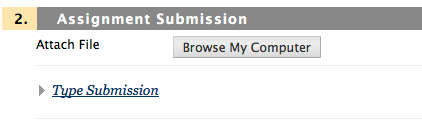 2. Assignment Submission
Attach File Browse My Computer
Type Submission